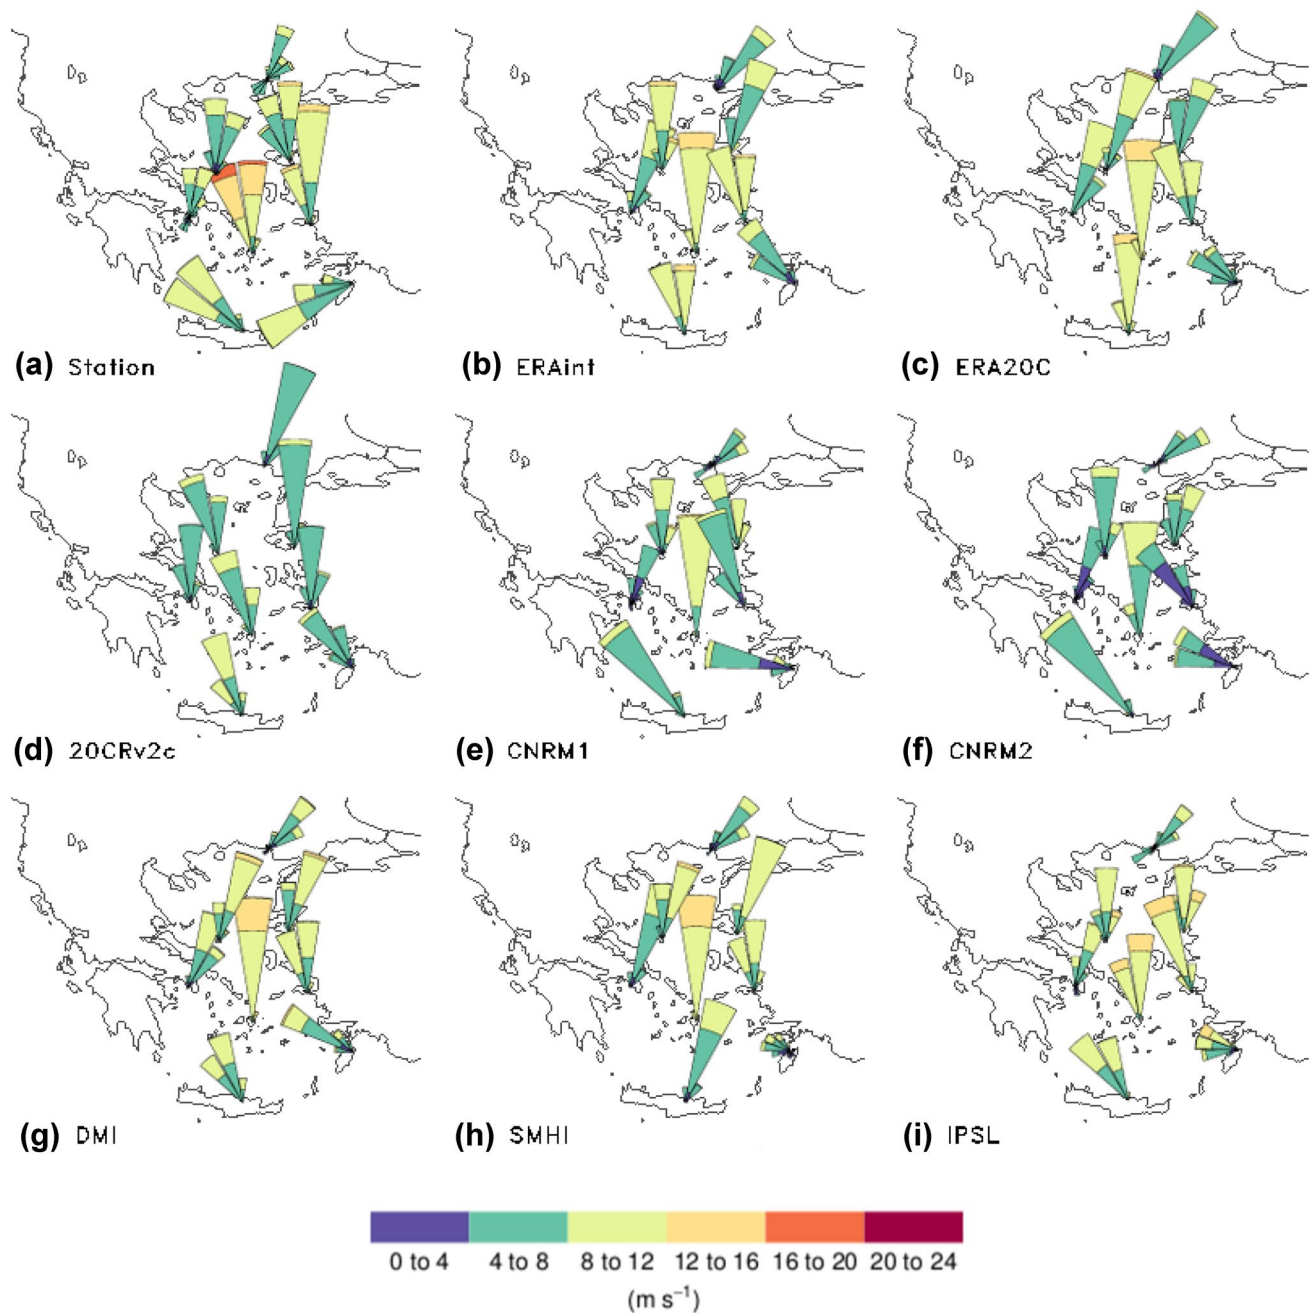 (a) Station
(b) ERAint
(c) ERA20C
(d) 20CRv2c
(e) CNRM1
(f) CNRM2
(g) DMI
(h) SMHI
(i) IPSL
0 to 4 4 to 8 8 to 12 12 to 16 16 to 20 20 to 24
(m s⁻¹)